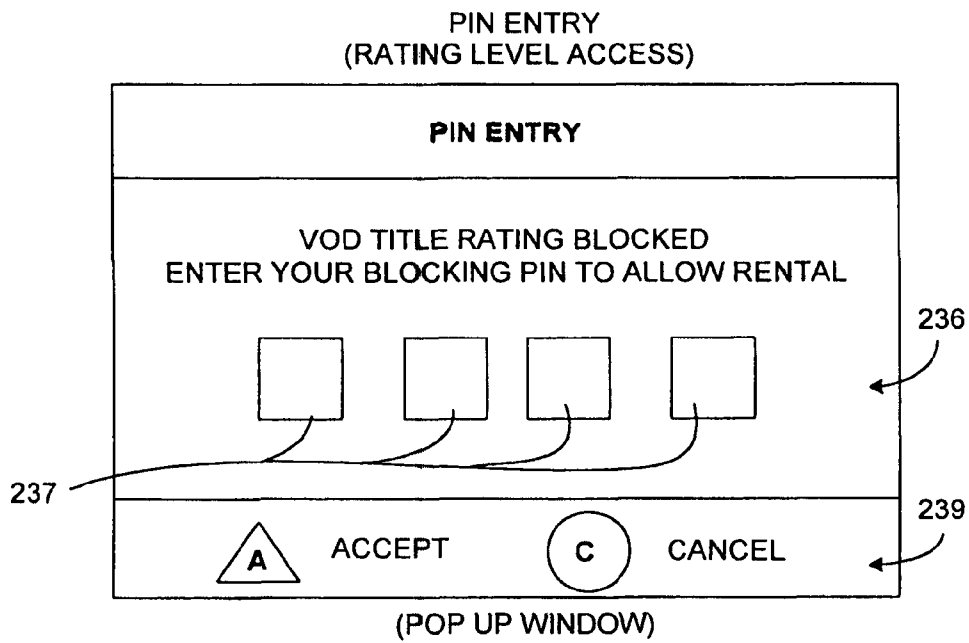 PIN ENTRY
(RATING LEVEL ACCESS)
PIN ENTRY
VOD TITLE RATING BLOCKED
ENTER YOUR BLOCKING PIN TO ALLOW RENTAL
236
237
239
A ACCEPT C CANCEL
(POP UP WINDOW)